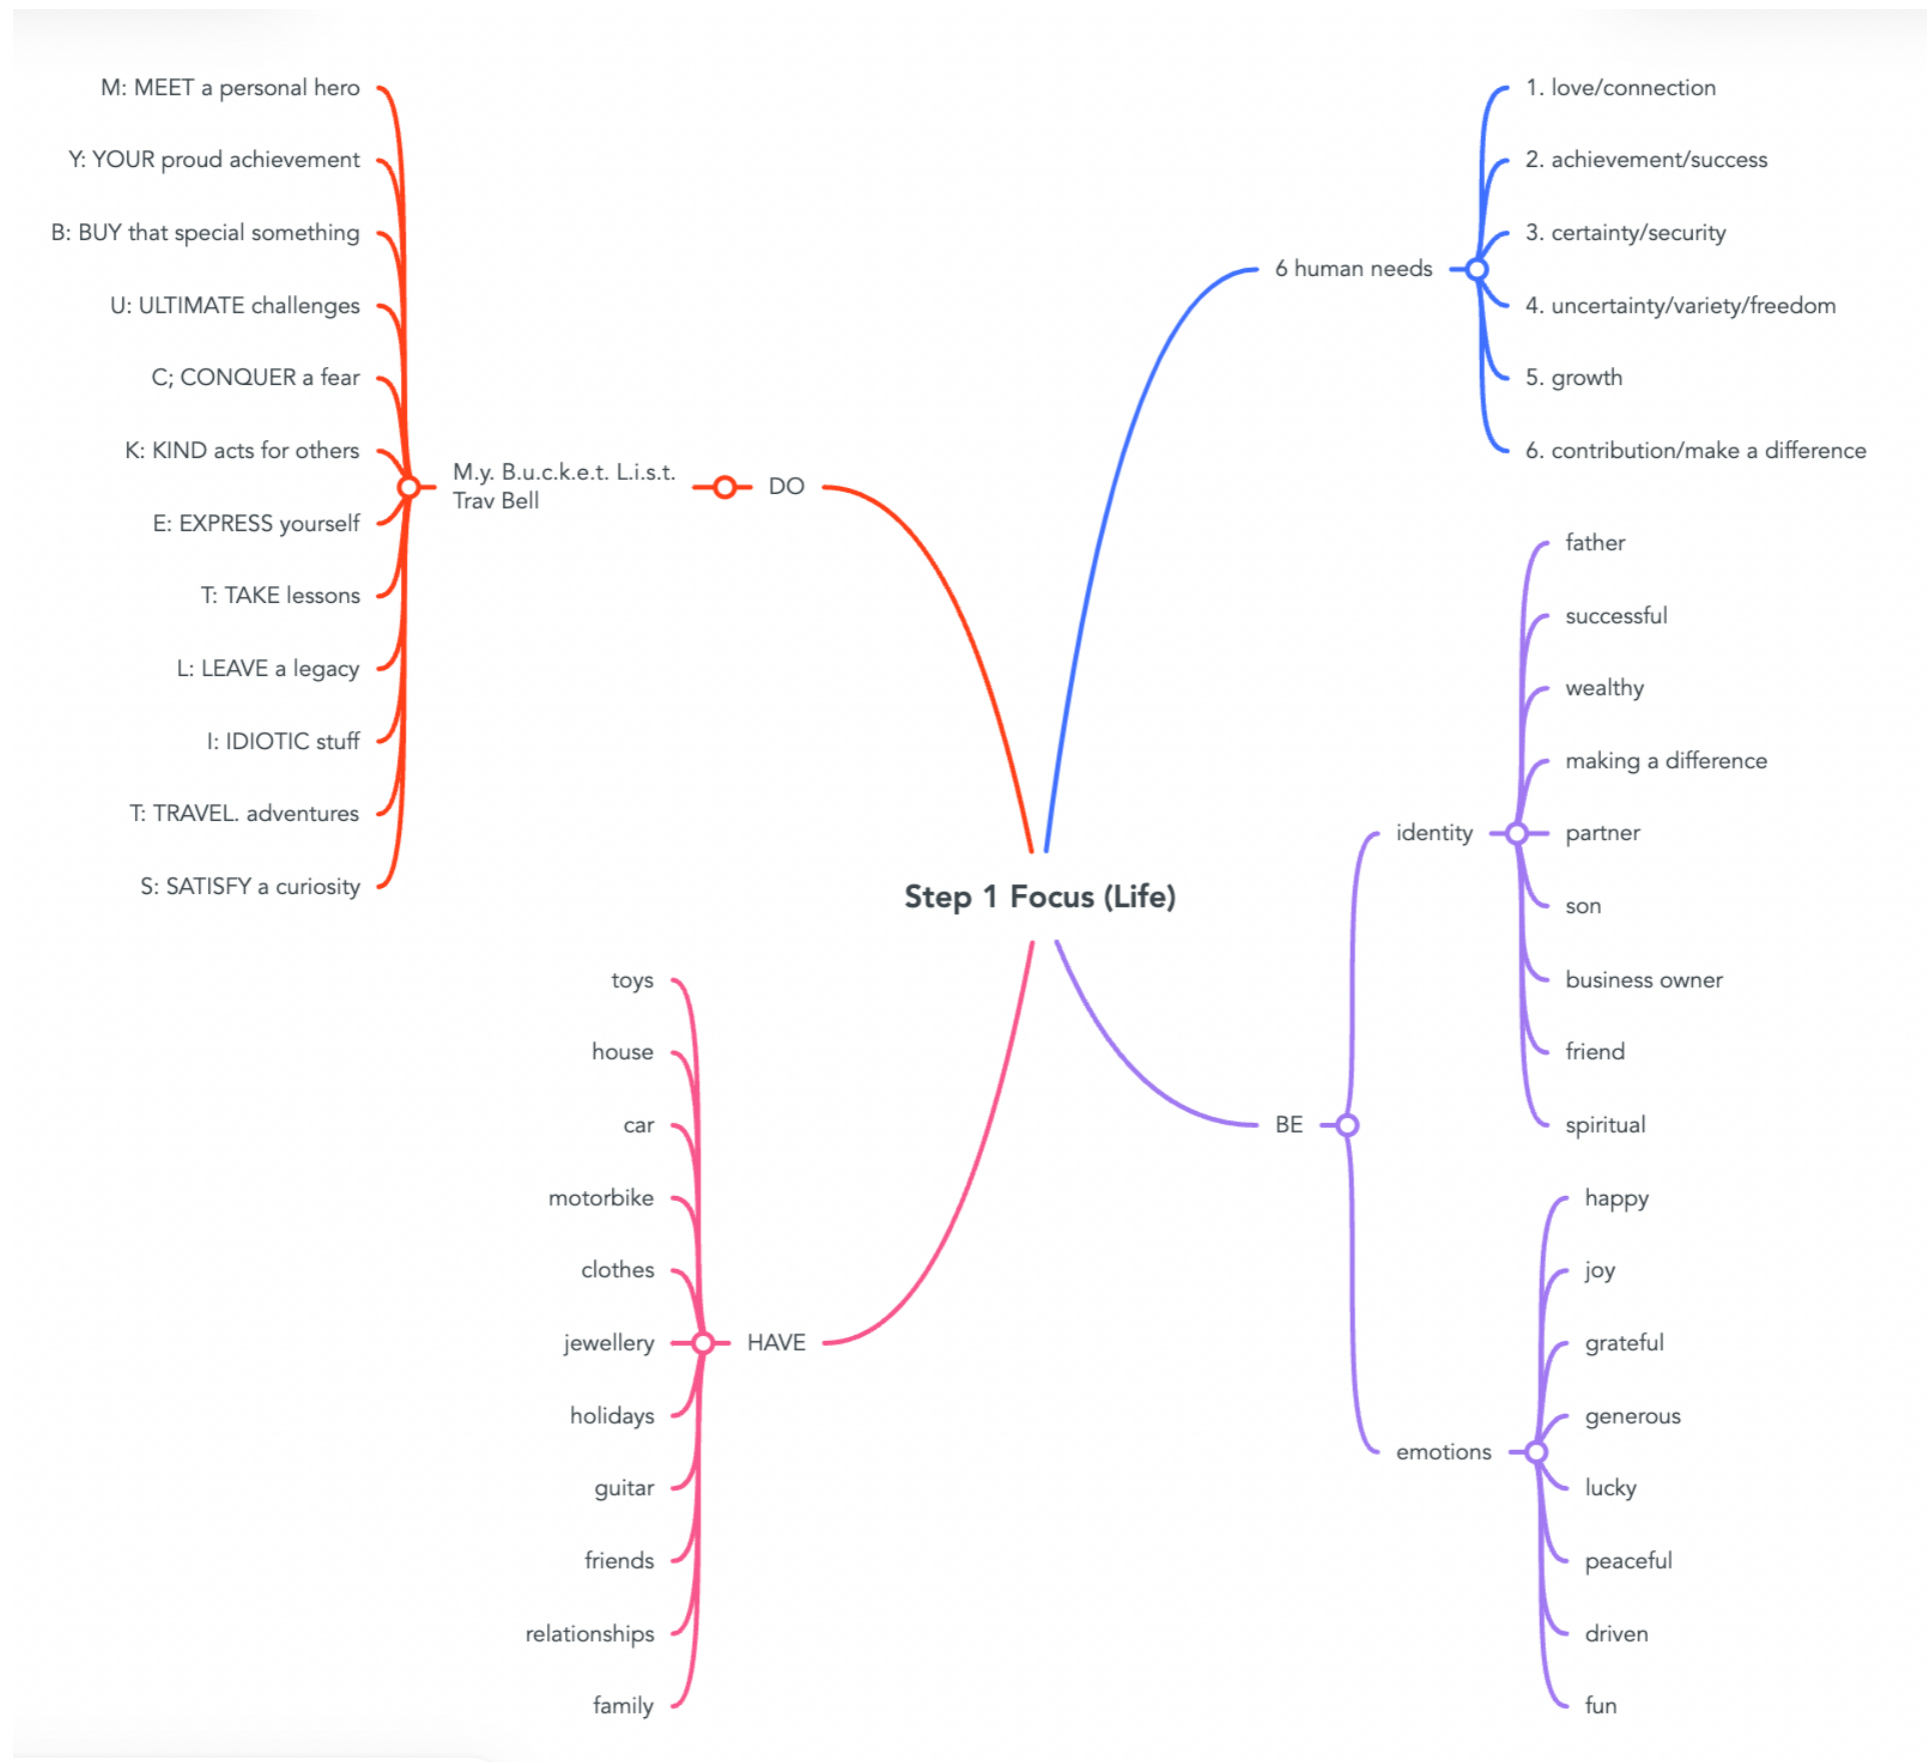 Step 1 Focus (Life)
6 human needs
1. love/connection
2. achievement/success
3. certainty/security
4. uncertainty/variety/freedom
5. growth
6. contribution/make a difference
BE
identity
father
successful
wealthy
making a difference
partner
son
business owner
friend
spiritual
emotions
happy
joy
grateful
generous
lucky
peaceful
driven
fun
DO
M.y. B.u.c.k.e.t. L.i.s.t.
Trav Bell
M: MEET a personal hero
Y: YOUR proud achievement
B: BUY that special something
U: ULTIMATE challenges
C; CONQUER a fear
K: KIND acts for others
E: EXPRESS yourself
T: TAKE lessons
L: LEAVE a legacy
I: IDIOTIC stuff
T: TRAVEL. adventures
S: SATISFY a curiosity
HAVE
toys
house
car
motorbike
clothes
jewellery
holidays
guitar
friends
relationships
family